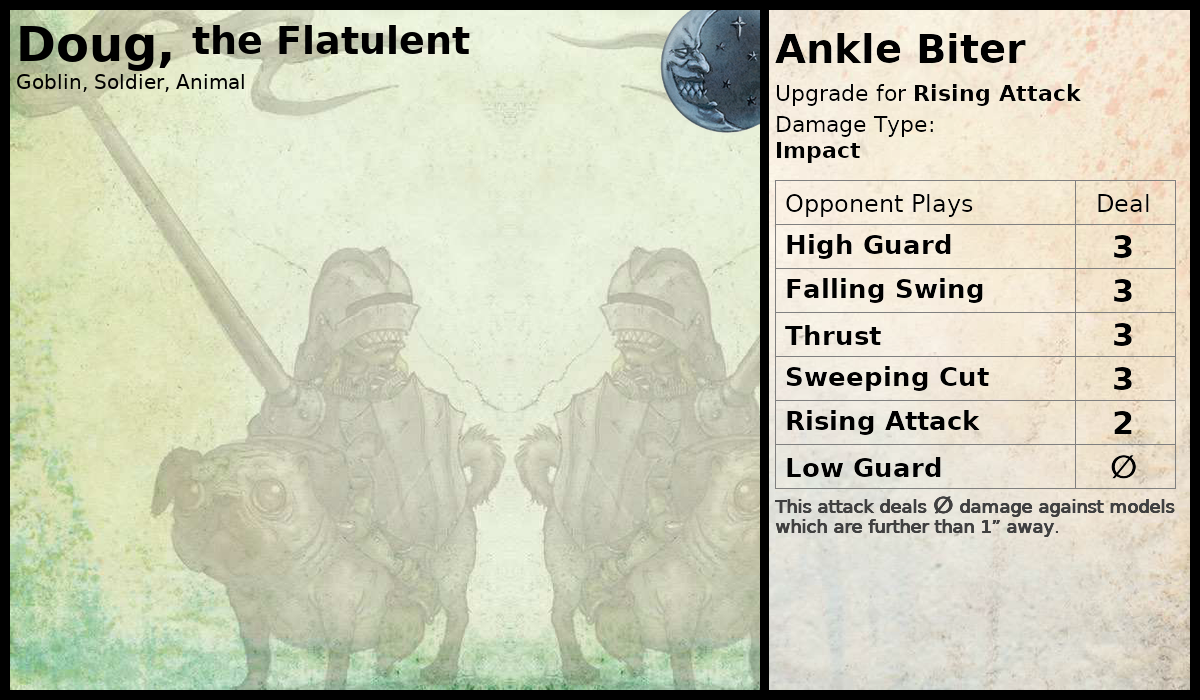 Doug, the Flatulent
Goblin, Soldier, Animal
Ankle Biter
Upgrade for Rising Attack
Damage Type:
Impact
Opponent Plays Deal
High Guard 3
Falling Swing 3
Thrust 3
Sweeping Cut 3
Rising Attack 2
Low Guard ∅
This attack deals ∅ damage against models
which are further than 1” away.